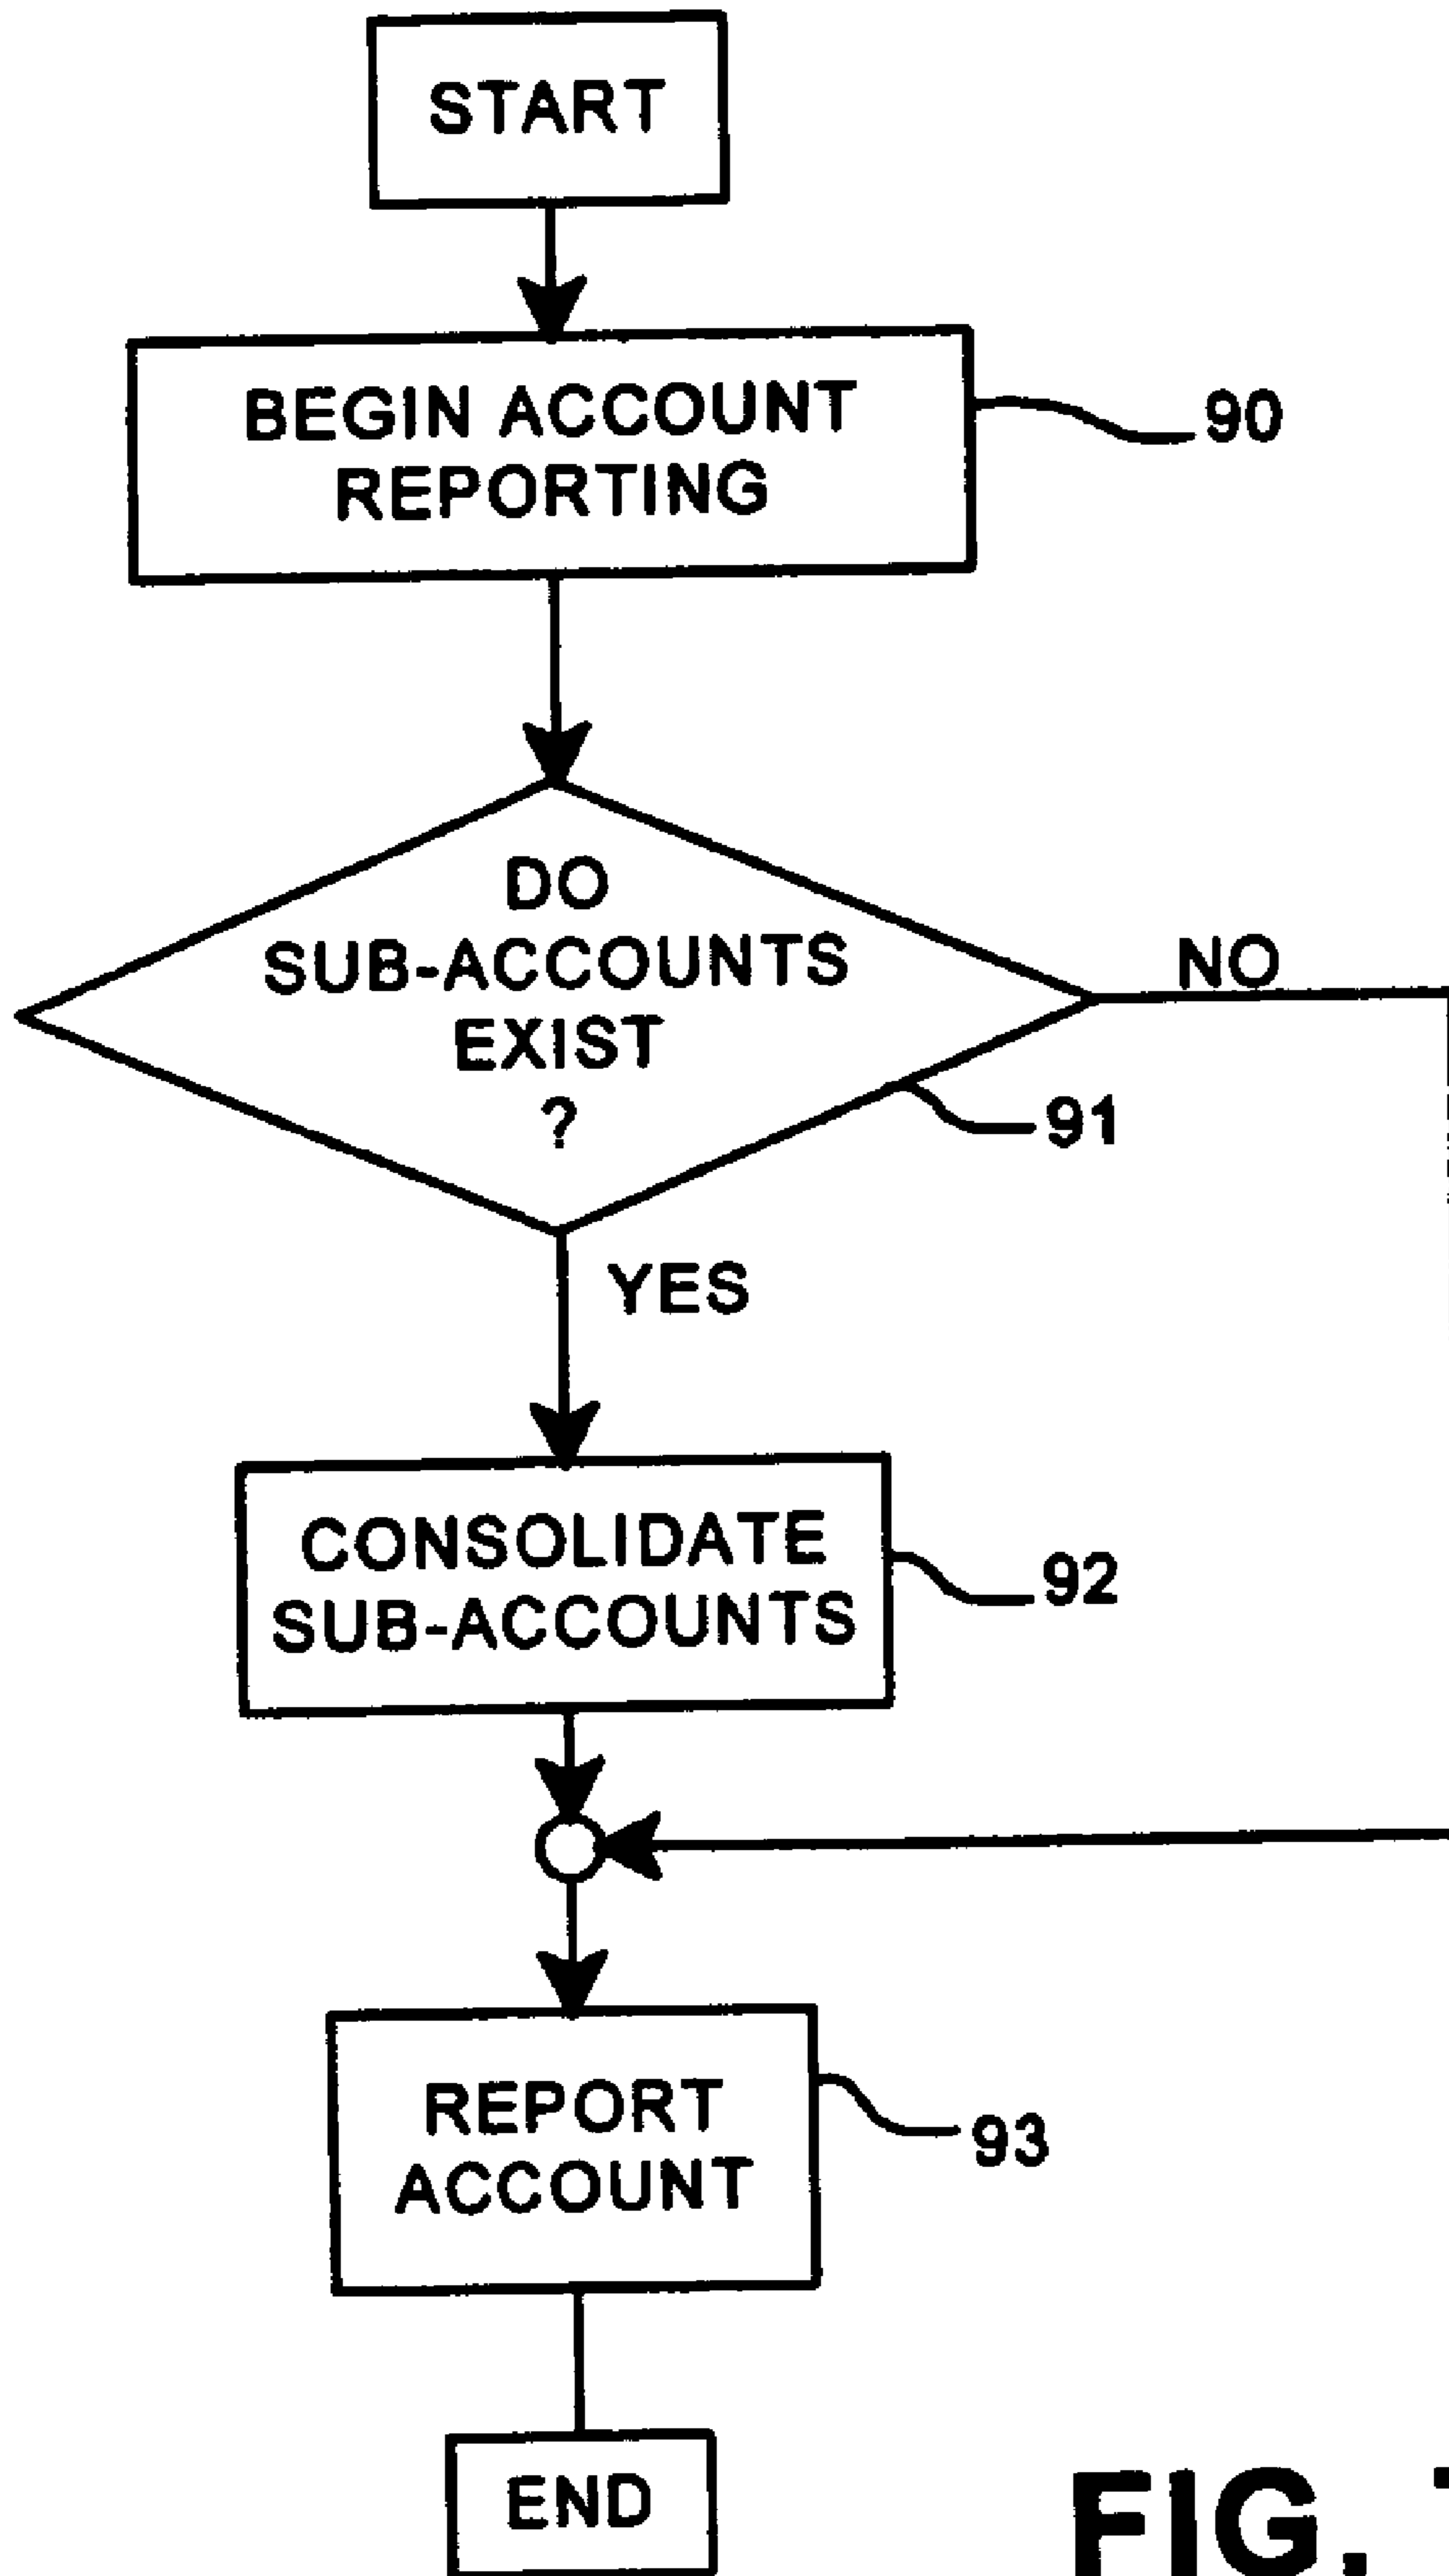 START
BEGIN ACCOUNT
REPORTING
90
DO
SUB-ACCOUNTS
EXIST
?
NO
91
YES
CONSOLIDATE
SUB-ACCOUNTS
92
REPORT
ACCOUNT
93
END
FIG.